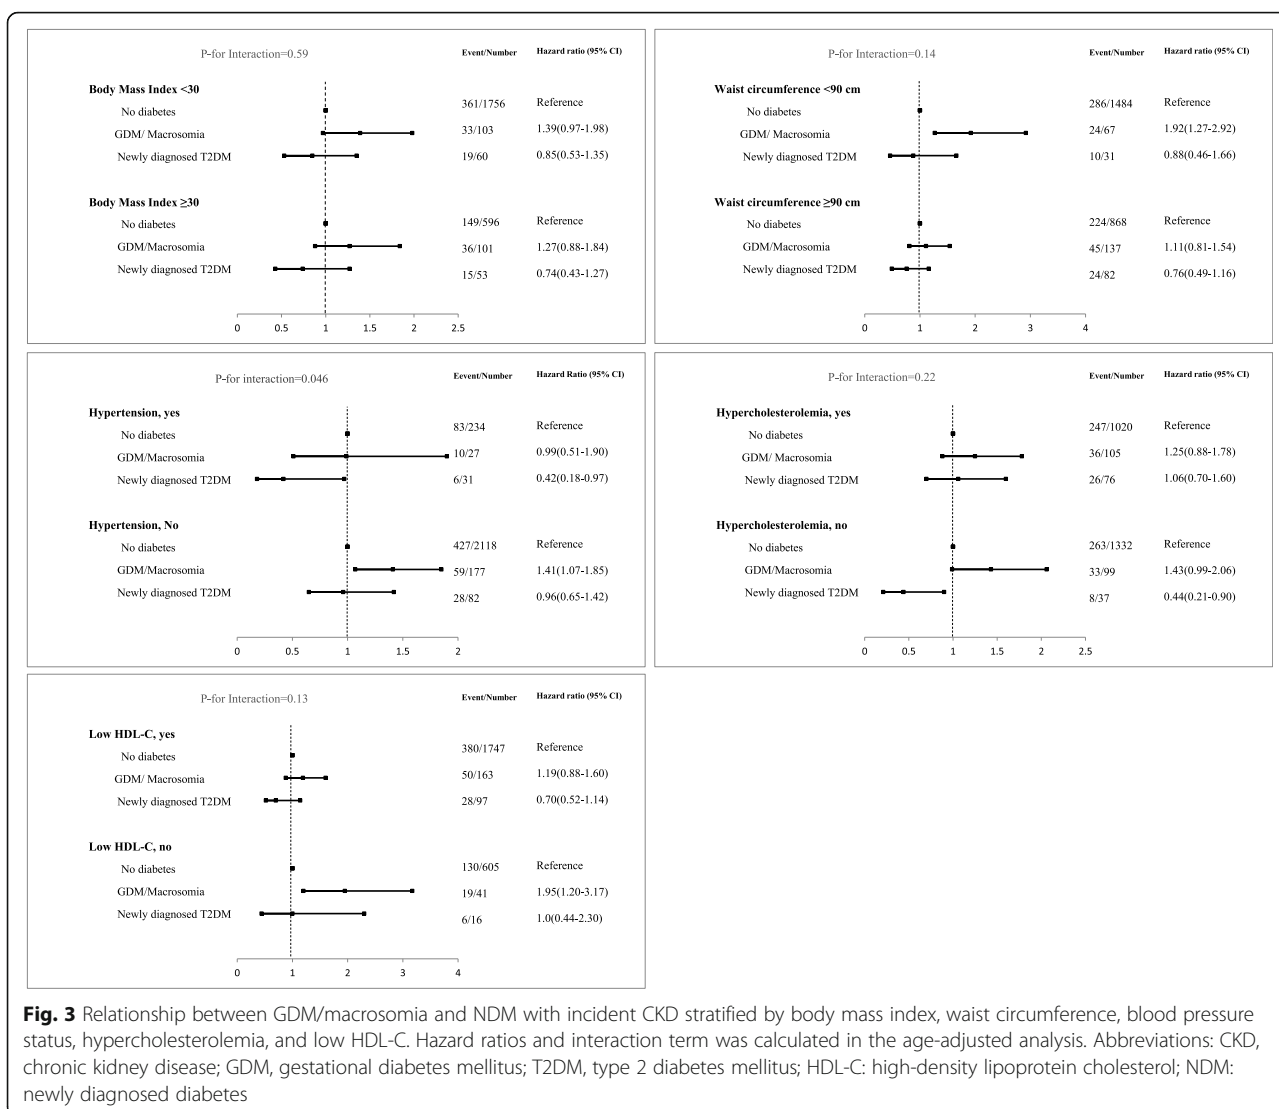 P-for Interaction=0.59 Event/Number Hazard ratio (95% CI)
Body Mass Index <30
No diabetes 361/1756 Reference
GDM/ Macrosomia 33/103 1.39(0.97-1.98)
Newly diagnosed T2DM 19/60 0.85(0.53-1.35)
Body Mass Index ≥30
No diabetes 149/596 Reference
GDM/Macrosomia 36/101 1.27(0.88-1.84)
Newly diagnosed T2DM 15/53 0.74(0.43-1.27)
0 0.5 1 1.5 2 2.5
P-for Interaction=0.14 Event/Number Hazard ratio (95% CI)
Waist circumference <90 cm
No diabetes 286/1484 Reference
GDM/ Macrosomia 24/67 1.92(1.27-2.92)
Newly diagnosed T2DM 10/31 0.88(0.46-1.66)
Waist circumference ≥90 cm
No diabetes 224/868 Reference
GDM/Macrosomia 45/137 1.11(0.81-1.54)
Newly diagnosed T2DM 24/82 0.76(0.49-1.16)
0 1 2 3 4
P-for interaction=0.046 Eevent/Number Hazard Ratio (95% CI)
Hypertension, yes
No diabetes 83/234 Reference
GDM/Macrosomia 10/27 0.99(0.51-1.90)
Newly diagnosed T2DM 6/31 0.42(0.18-0.97)
Hypertension, No
No diabetes 427/2118 Reference
GDM/Macrosomia 59/177 1.41(1.07-1.85)
Newly diagnosed T2DM 28/82 0.96(0.65-1.42)
0 0.5 1 1.5 2
P-for Interaction=0.22 Event/Number Hazard ratio (95% CI)
Hypercholesterolemia, yes
No diabetes 247/1020 Reference
GDM/ Macrosomia 36/105 1.25(0.88-1.78)
Newly diagnosed T2DM 26/76 1.06(0.70-1.60)
Hypercholesterolemia, no
No diabetes 263/1332 Reference
GDM/Macrosomia 33/99 1.43(0.99-2.06)
Newly diagnosed T2DM 8/37 0.44(0.21-0.90)
0 0.5 1 1.5 2 2.5
P-for Interaction=0.13 Event/Number Hazard ratio (95% CI)
Low HDL-C, yes
No diabetes 380/1747 Reference
GDM/ Macrosomia 50/163 1.19(0.88-1.60)
Newly diagnosed T2DM 28/97 0.70(0.52-1.14)
Low HDL-C, no
No diabetes 130/605 Reference
GDM/Macrosomia 19/41 1.95(1.20-3.17)
Newly diagnosed T2DM 6/16 1.0(0.44-2.30)
0 1 2 3 4
Fig. 3 Relationship between GDM/macrosomia and NDM with incident CKD stratified by body mass index, waist circumference, blood pressure
status, hypercholesterolemia, and low HDL-C. Hazard ratios and interaction term was calculated in the age-adjusted analysis. Abbreviations: CKD,
chronic kidney disease; GDM, gestational diabetes mellitus; T2DM, type 2 diabetes mellitus; HDL-C: high-density lipoprotein cholesterol; NDM:
newly diagnosed diabetes